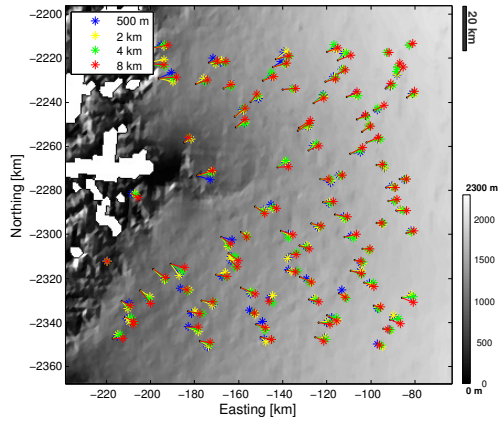 500 m
2 km
4 km
8 km
−2200
−2220
−2240
−2260
−2280
−2300
−2320
−2340
−2360
Northing [km]
−220
−200
−180
−160
−140
−120
−100
−80
Easting [km]
20 km
2300 m
2000
1500
1000
500
0 m